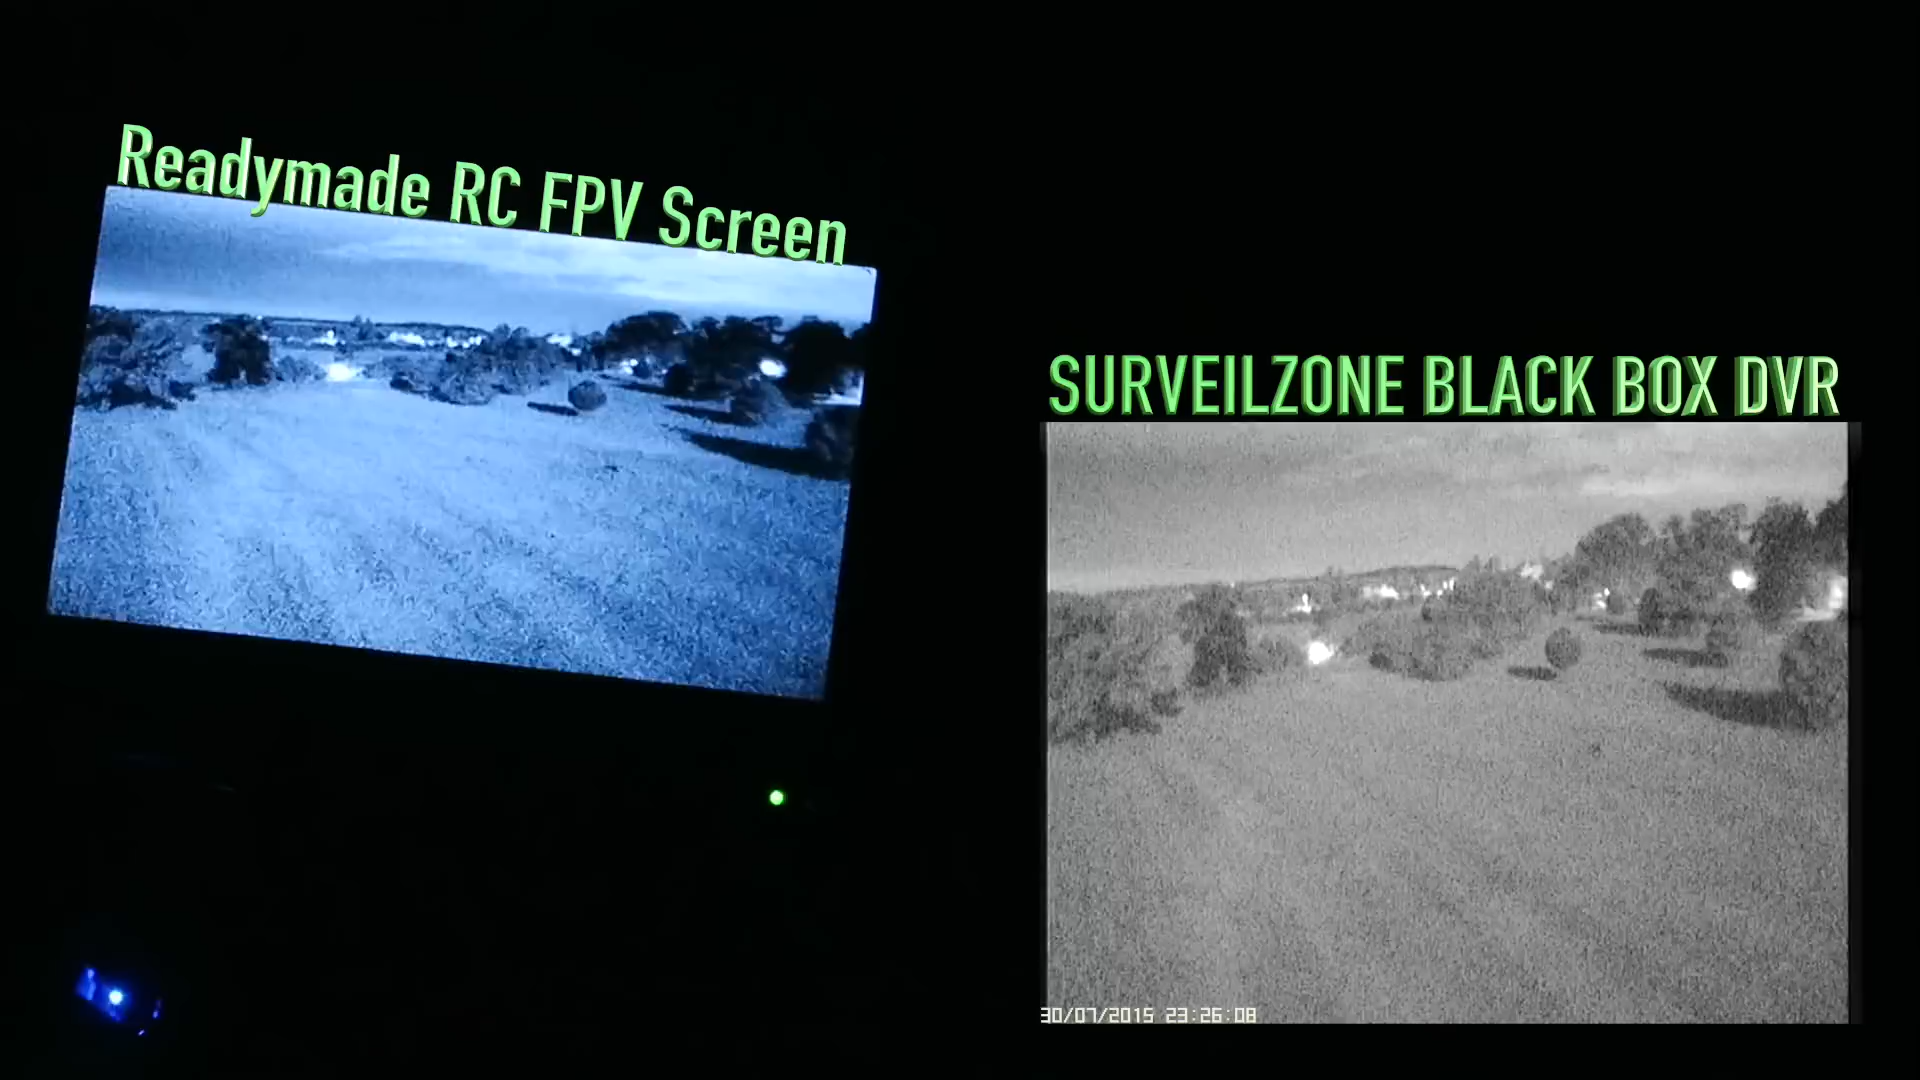 Readymade RC FPV Screen
SURVEILZONE BLACK BOX DVR
30/07/2015 23:26:08